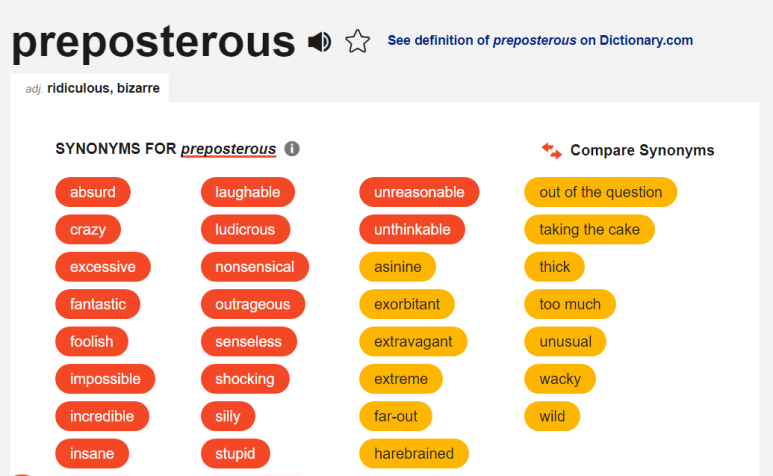 preposterous
See definition of preposterous on Dictionary.com
adj. ridiculous, bizarre
SYNONYMS FOR preposterous
Compare Synonyms
absurd
crazy
excessive
fantastic
foolish
impossible
incredible
insane
laughable
ludicrous
nonsensical
outrageous
senseless
shocking
silly
stupid
unreasonable
unthinkable
asinine
exorbitant
extravagant
extreme
far-out
harebrained
out of the question
taking the cake
thick
too much
unusual
wacky
wild